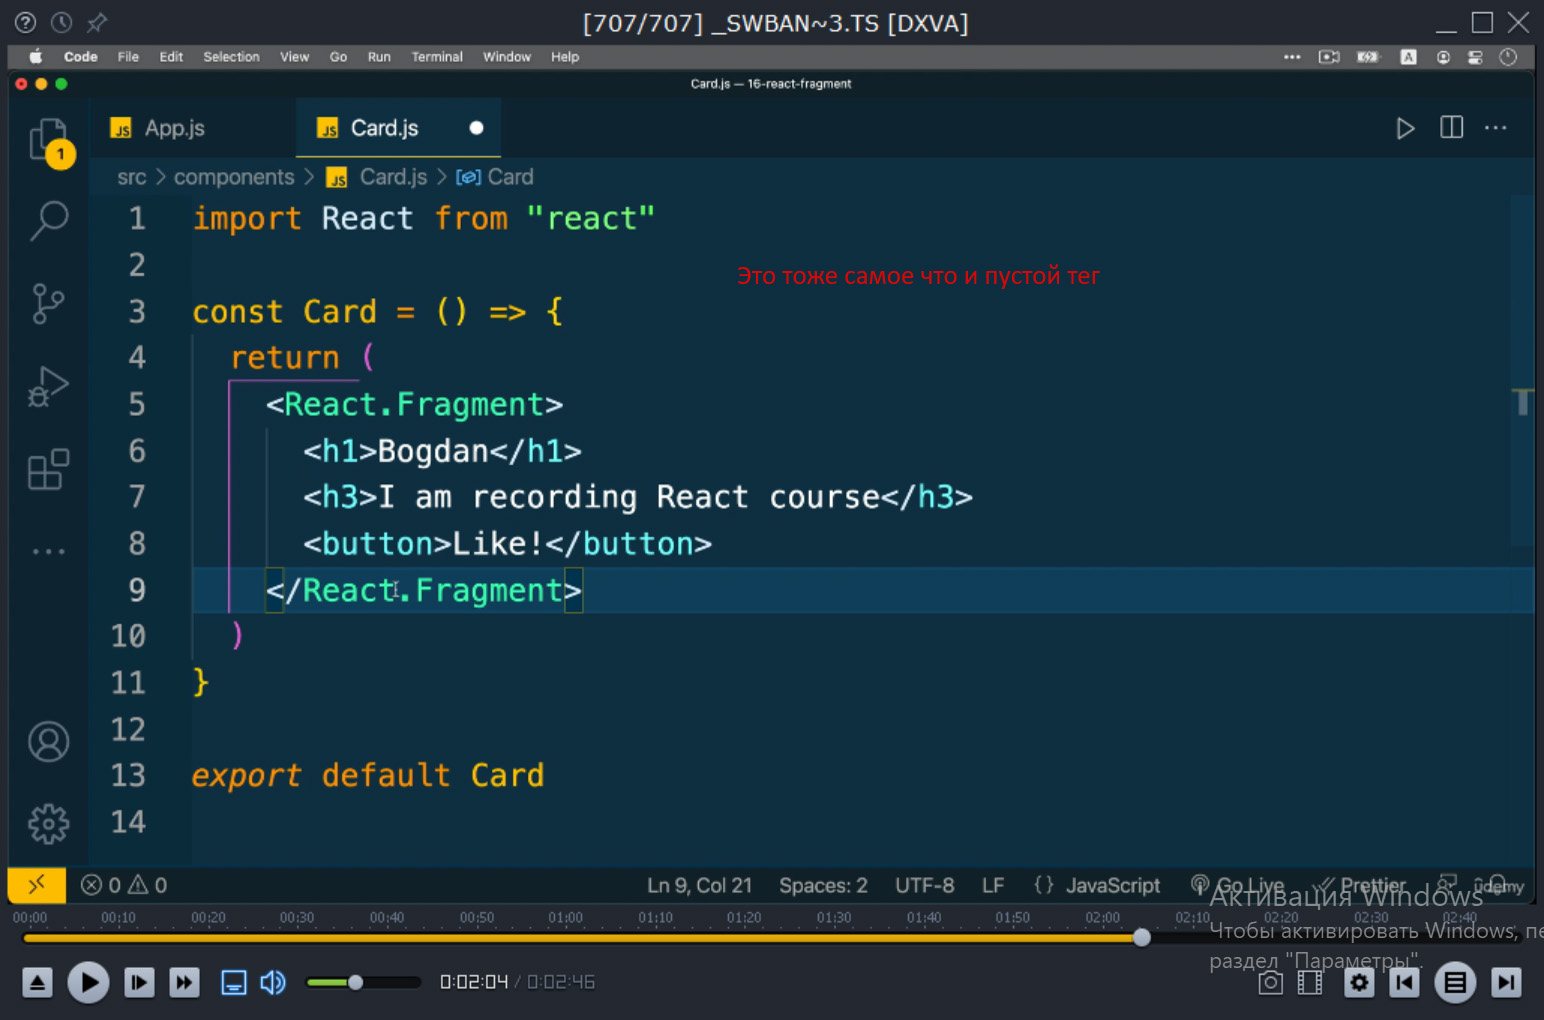 [707/707] _SWBAN~3.TS [DXVA]
Code File Edit Selection View Go Run Terminal Window Help
A
Card.js — 16-react-fragment
JS App.js JS Card.js
1
src > components > JS Card.js > Card
1 import React from "react"
2
Это тоже самое что и пустой тег
3 const Card = () => {
4 return (
5 <React.Fragment>
6 <h1>Bogdan</h1>
7 <h3>I am recording React course</h3>
8 <button>Like!</button>
9 </React.Fragment>
10 )
11 }
12
13 export default Card
14
0 0 Ln 9, Col 21 Spaces: 2 UTF-8 LF {} JavaScript Go Live Prettier udemy
Активация Windows
00:00 00:10 00:20 00:30 00:40 00:50 01:00 01:10 01:20 01:30 01:40 01:50 02:00 02:10 02:20 02:30 02:40
Чтобы активировать Windows, пе
раздел "Параметры".
0:02:04 / 0:02:46